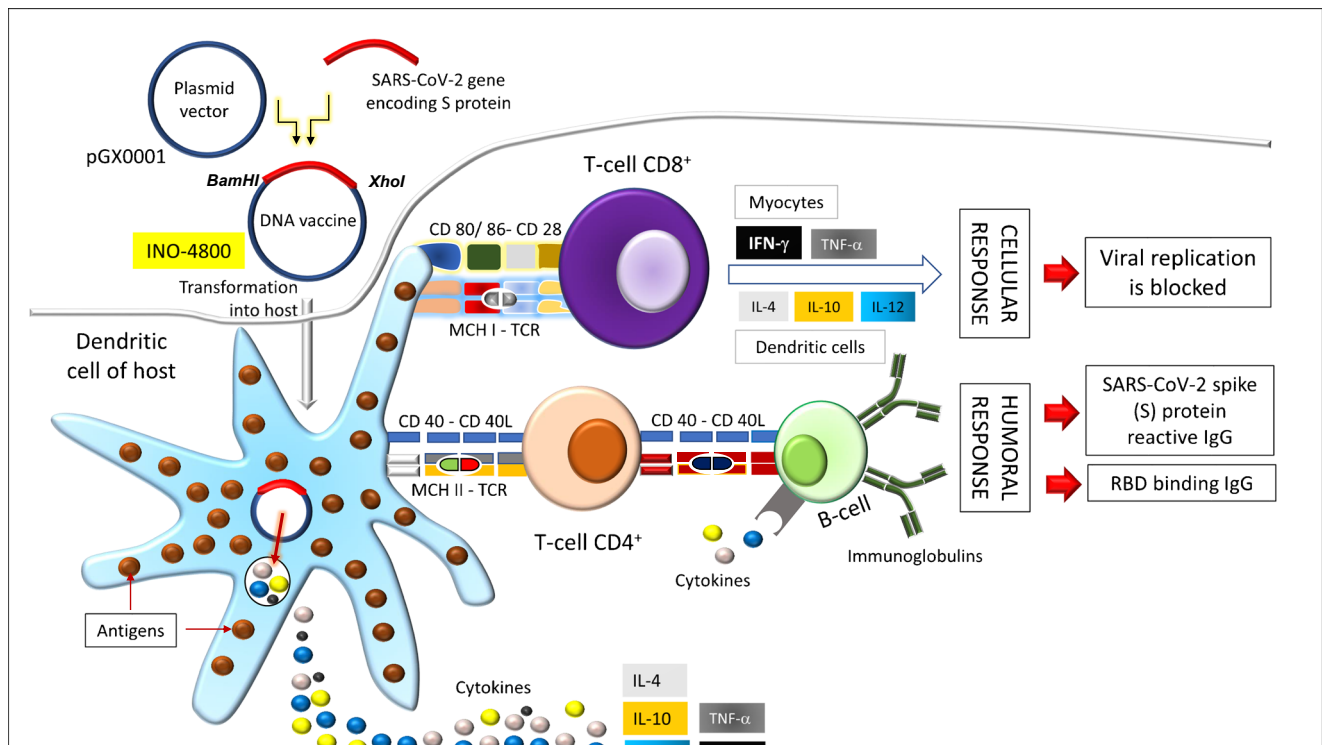 Plasmid
vector
SARS-CoV-2 gene
encoding S protein
pGX0001
BamHI
XhoI
DNA vaccine
INO-4800
Transformation
into host
Dendritic
cell of host
T-cell CD8⁺
CD 80/ 86- CD 28
MCH I - TCR
Myocytes
IFN-γ
TNF-α
IL-4
IL-10
IL-12
Dendritic cells
CELLULAR
RESPONSE
Viral replication
is blocked
CD 40 - CD 40L
MCH II - TCR
T-cell CD4⁺
CD 40 - CD 40L
B-cell
Cytokines
Immunoglobulins
HUMORAL
RESPONSE
SARS-CoV-2 spike
(S) protein
reactive IgG
RBD binding IgG
Antigens
Cytokines
IL-4
IL-10
TNF-α